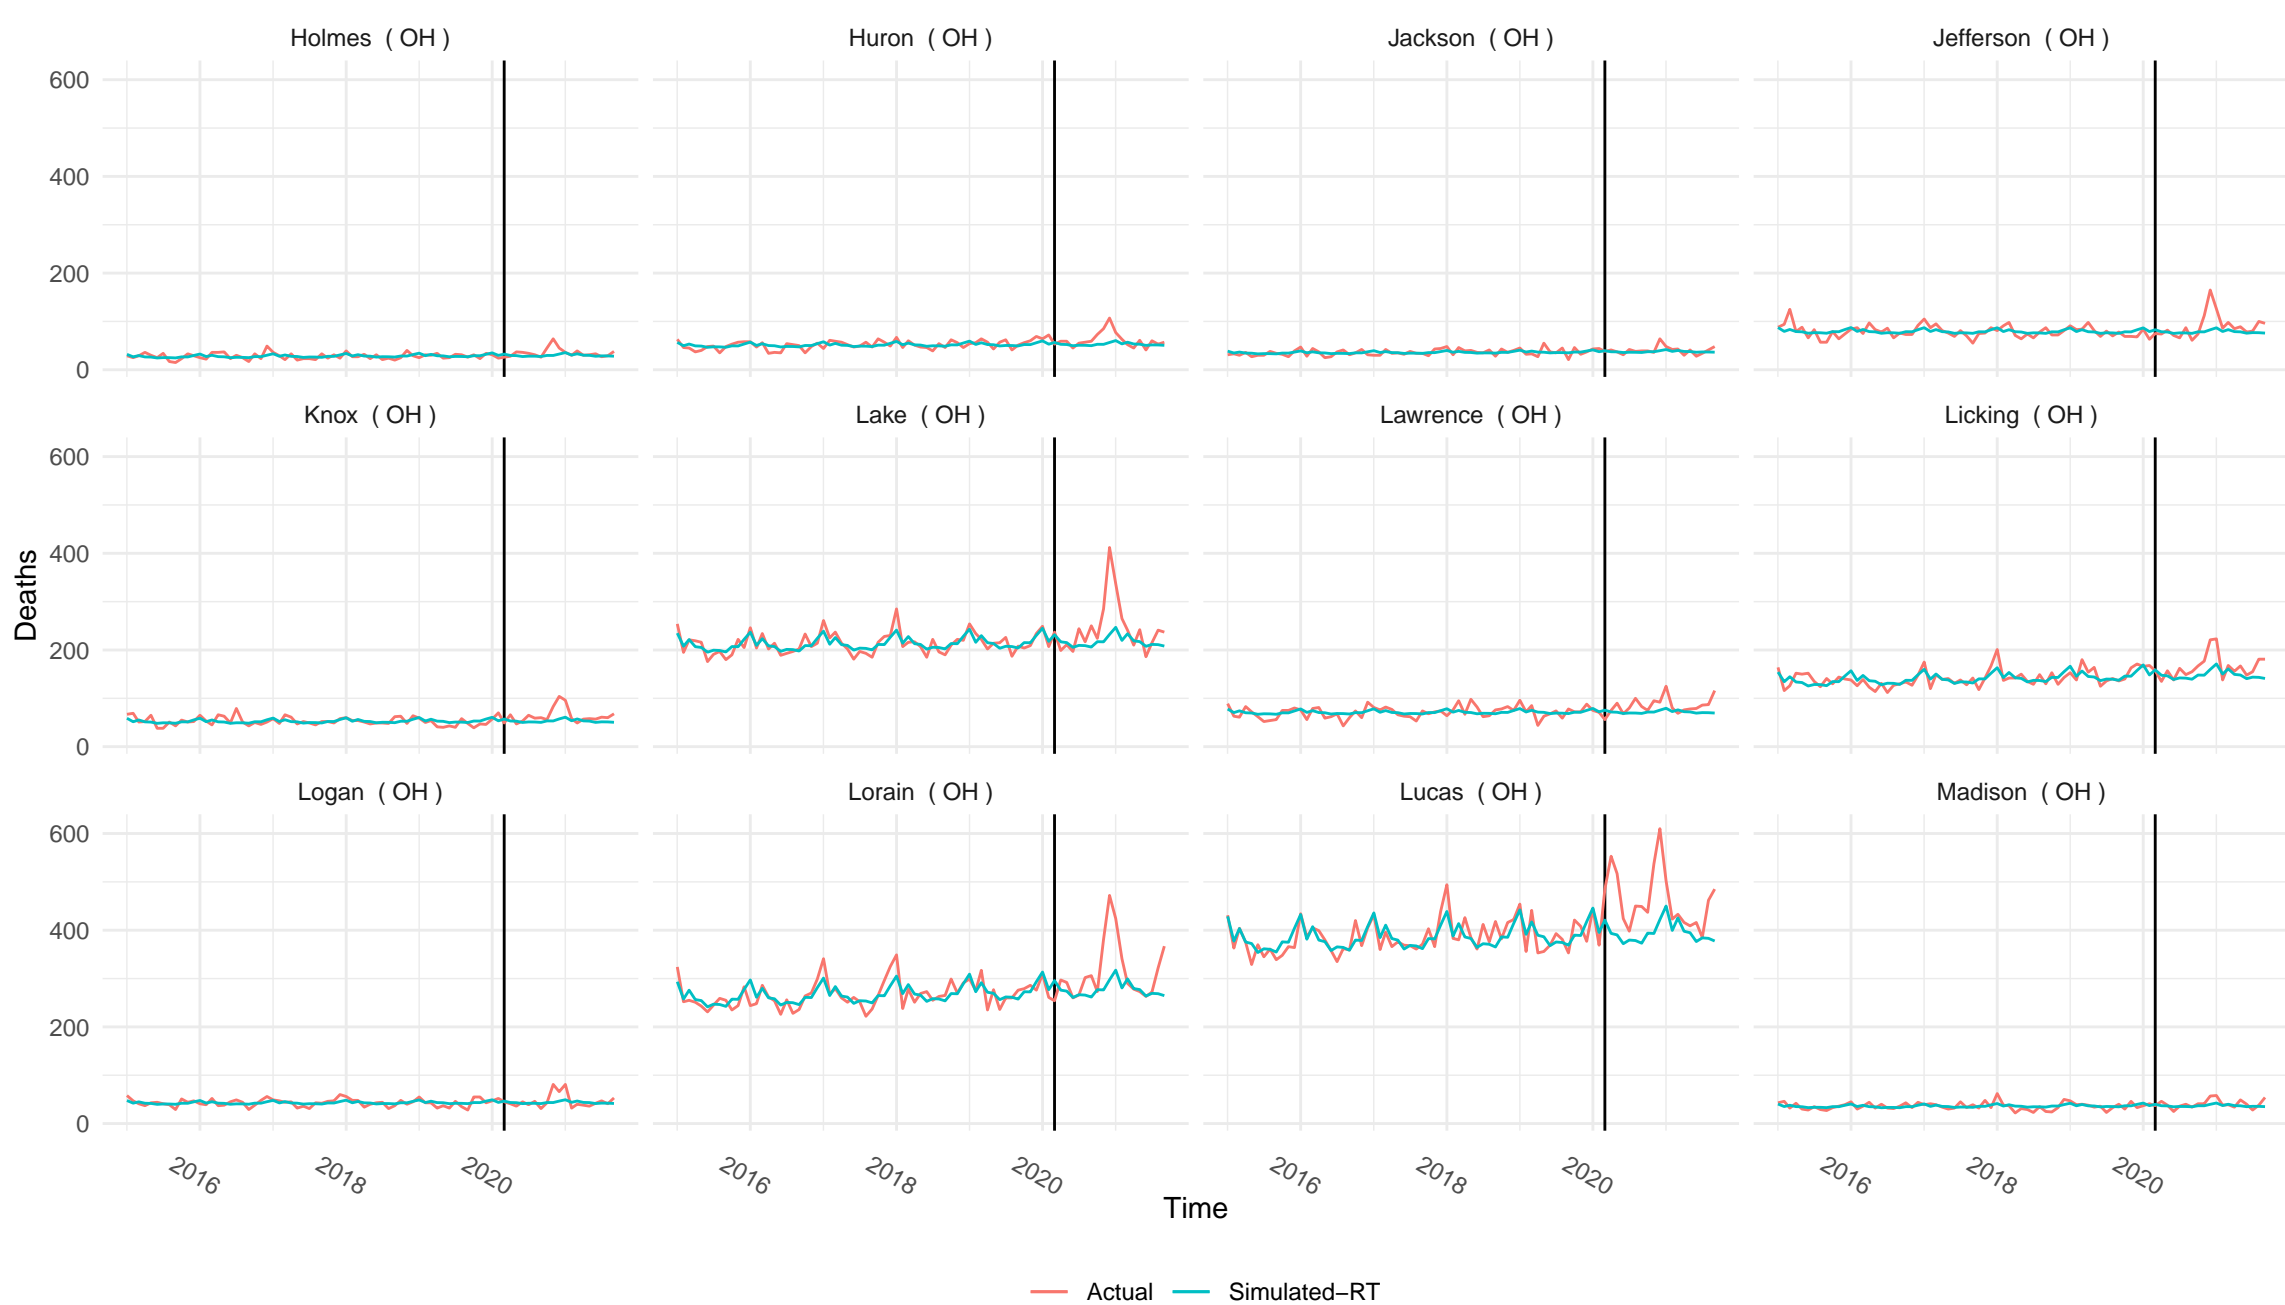 Holmes ( OH ) Huron ( OH ) Jackson ( OH ) Jefferson ( OH )
600
400
200
0
Knox ( OH ) Lake ( OH ) Lawrence ( OH ) Licking ( OH )
600
400
200
0
Deaths
Logan ( OH ) Lorain ( OH ) Lucas ( OH ) Madison ( OH )
600
400
200
0
2016 2018 2020 2016 2018 2020 2016 2018 2020 2016 2018 2020
Time
Actual Simulated−RT